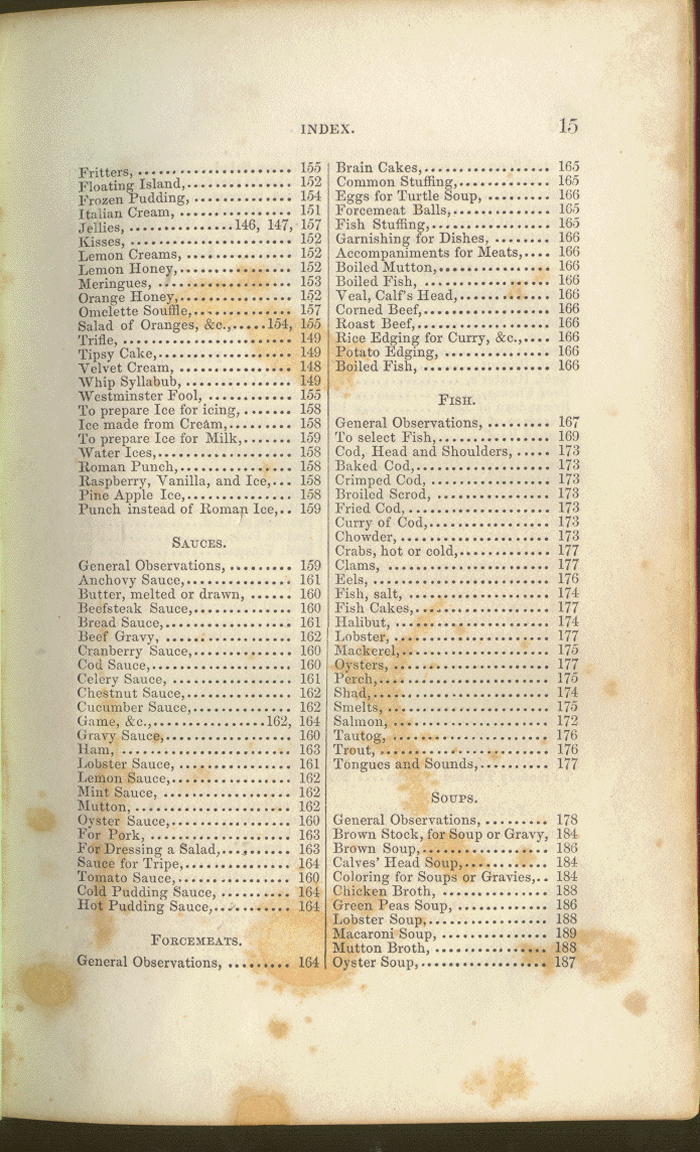 INDEX. 15
Fritters, ...................... 155
Floating Island,............... 152
Frozen Pudding, .............. 154
Italian Cream, ................ 151
Jellies, ...............146, 147, 157
Kisses, ....................... 152
Lemon Creams, ............... 152
Lemon Honey,................ 152
Meringues, ................... 153
Orange Honey,................ 152
Omelette Souffle,.............. 157
Salad of Oranges, &c.,.....154, 155
Trifle, ........................ 149
Tipsy Cake,................... 149
Velvet Cream, ................ 148
Whip Syllabub, ............... 149
Westminster Fool, ............ 155
To prepare Ice for icing, ....... 158
Ice made from Cream,......... 158
To prepare Ice for Milk,....... 159
Water Ices,.................... 158
Roman Punch,................ 158
Raspberry, Vanilla, and Ice,... 158
Pine Apple Ice,............... 158
Punch instead of Roman Ice,.. 159
SAUCES.
General Observations, ......... 159
Anchovy Sauce,............... 161
Butter, melted or drawn, ...... 160
Beefsteak Sauce,.............. 160
Bread Sauce,.................. 161
Beef Gravy, .................. 162
Cranberry Sauce,.............. 160
Cod Sauce,.................... 160
Celery Sauce, ................. 161
Chestnut Sauce,............... 162
Cucumber Sauce,.............. 162
Game, &c.,................162, 164
Gravy Sauce,.................. 160
Ham, ......................... 163
Lobster Sauce, ................ 161
Lemon Sauce,................. 162
Mint Sauce, ................... 162
Mutton, ....................... 162
Oyster Sauce,................. 160
For Pork, ..................... 163
For Dressing a Salad,.......... 163
Sauce for Tripe,............... 164
Tomato Sauce,................ 160
Cold Pudding Sauce, .......... 164
Hot Pudding Sauce,........... 164
FORCEMEATS.
General Observations, ......... 164
Brain Cakes,.................. 165
Common Stuffing,............. 165
Eggs for Turtle Soup, ......... 166
Forcemeat Balls,.............. 165
Fish Stuffing,................. 165
Garnishing for Dishes, ........ 166
Accompaniments for Meats,.... 166
Boiled Mutton,................ 166
Boiled Fish, .................. 166
Veal, Calf's Head,............. 166
Corned Beef,.................. 166
Roast Beef,................... 166
Rice Edging for Curry, &c.,.... 166
Potato Edging, ............... 166
Boiled Fish, .................. 166
FISH.
General Observations, ......... 167
To select Fish,................ 169
Cod, Head and Shoulders, ..... 173
Baked Cod,................... 173
Crimped Cod, ................ 173
Broiled Scrod, ................ 173
Fried Cod,.................... 173
Curry of Cod,................. 173
Chowder, ..................... 173
Crabs, hot or cold,............. 177
Clams, ....................... 177
Eels, ......................... 176
Fish, salt, .................... 174
Fish Cakes,................... 177
Halibut, ...................... 174
Lobster, ...................... 177
Mackerel,..................... 175
Oysters, ...................... 177
Perch,........................ 175
Shad,......................... 174
Smelts, ....................... 175
Salmon, ...................... 172
Tautog, ...................... 176
Trout, ........................ 176
Tongues and Sounds,.......... 177
SOUPS.
General Observations, ......... 178
Brown Stock, for Soup or Gravy, 184
Brown Soup,.................. 186
Calves' Head Soup,............ 184
Coloring for Soups or Gravies,.. 184
Chicken Broth, ............... 188
Green Peas Soup, ............. 186
Lobster Soup,................. 188
Macaroni Soup, ............... 189
Mutton Broth, ................ 188
Oyster Soup,.................. 187